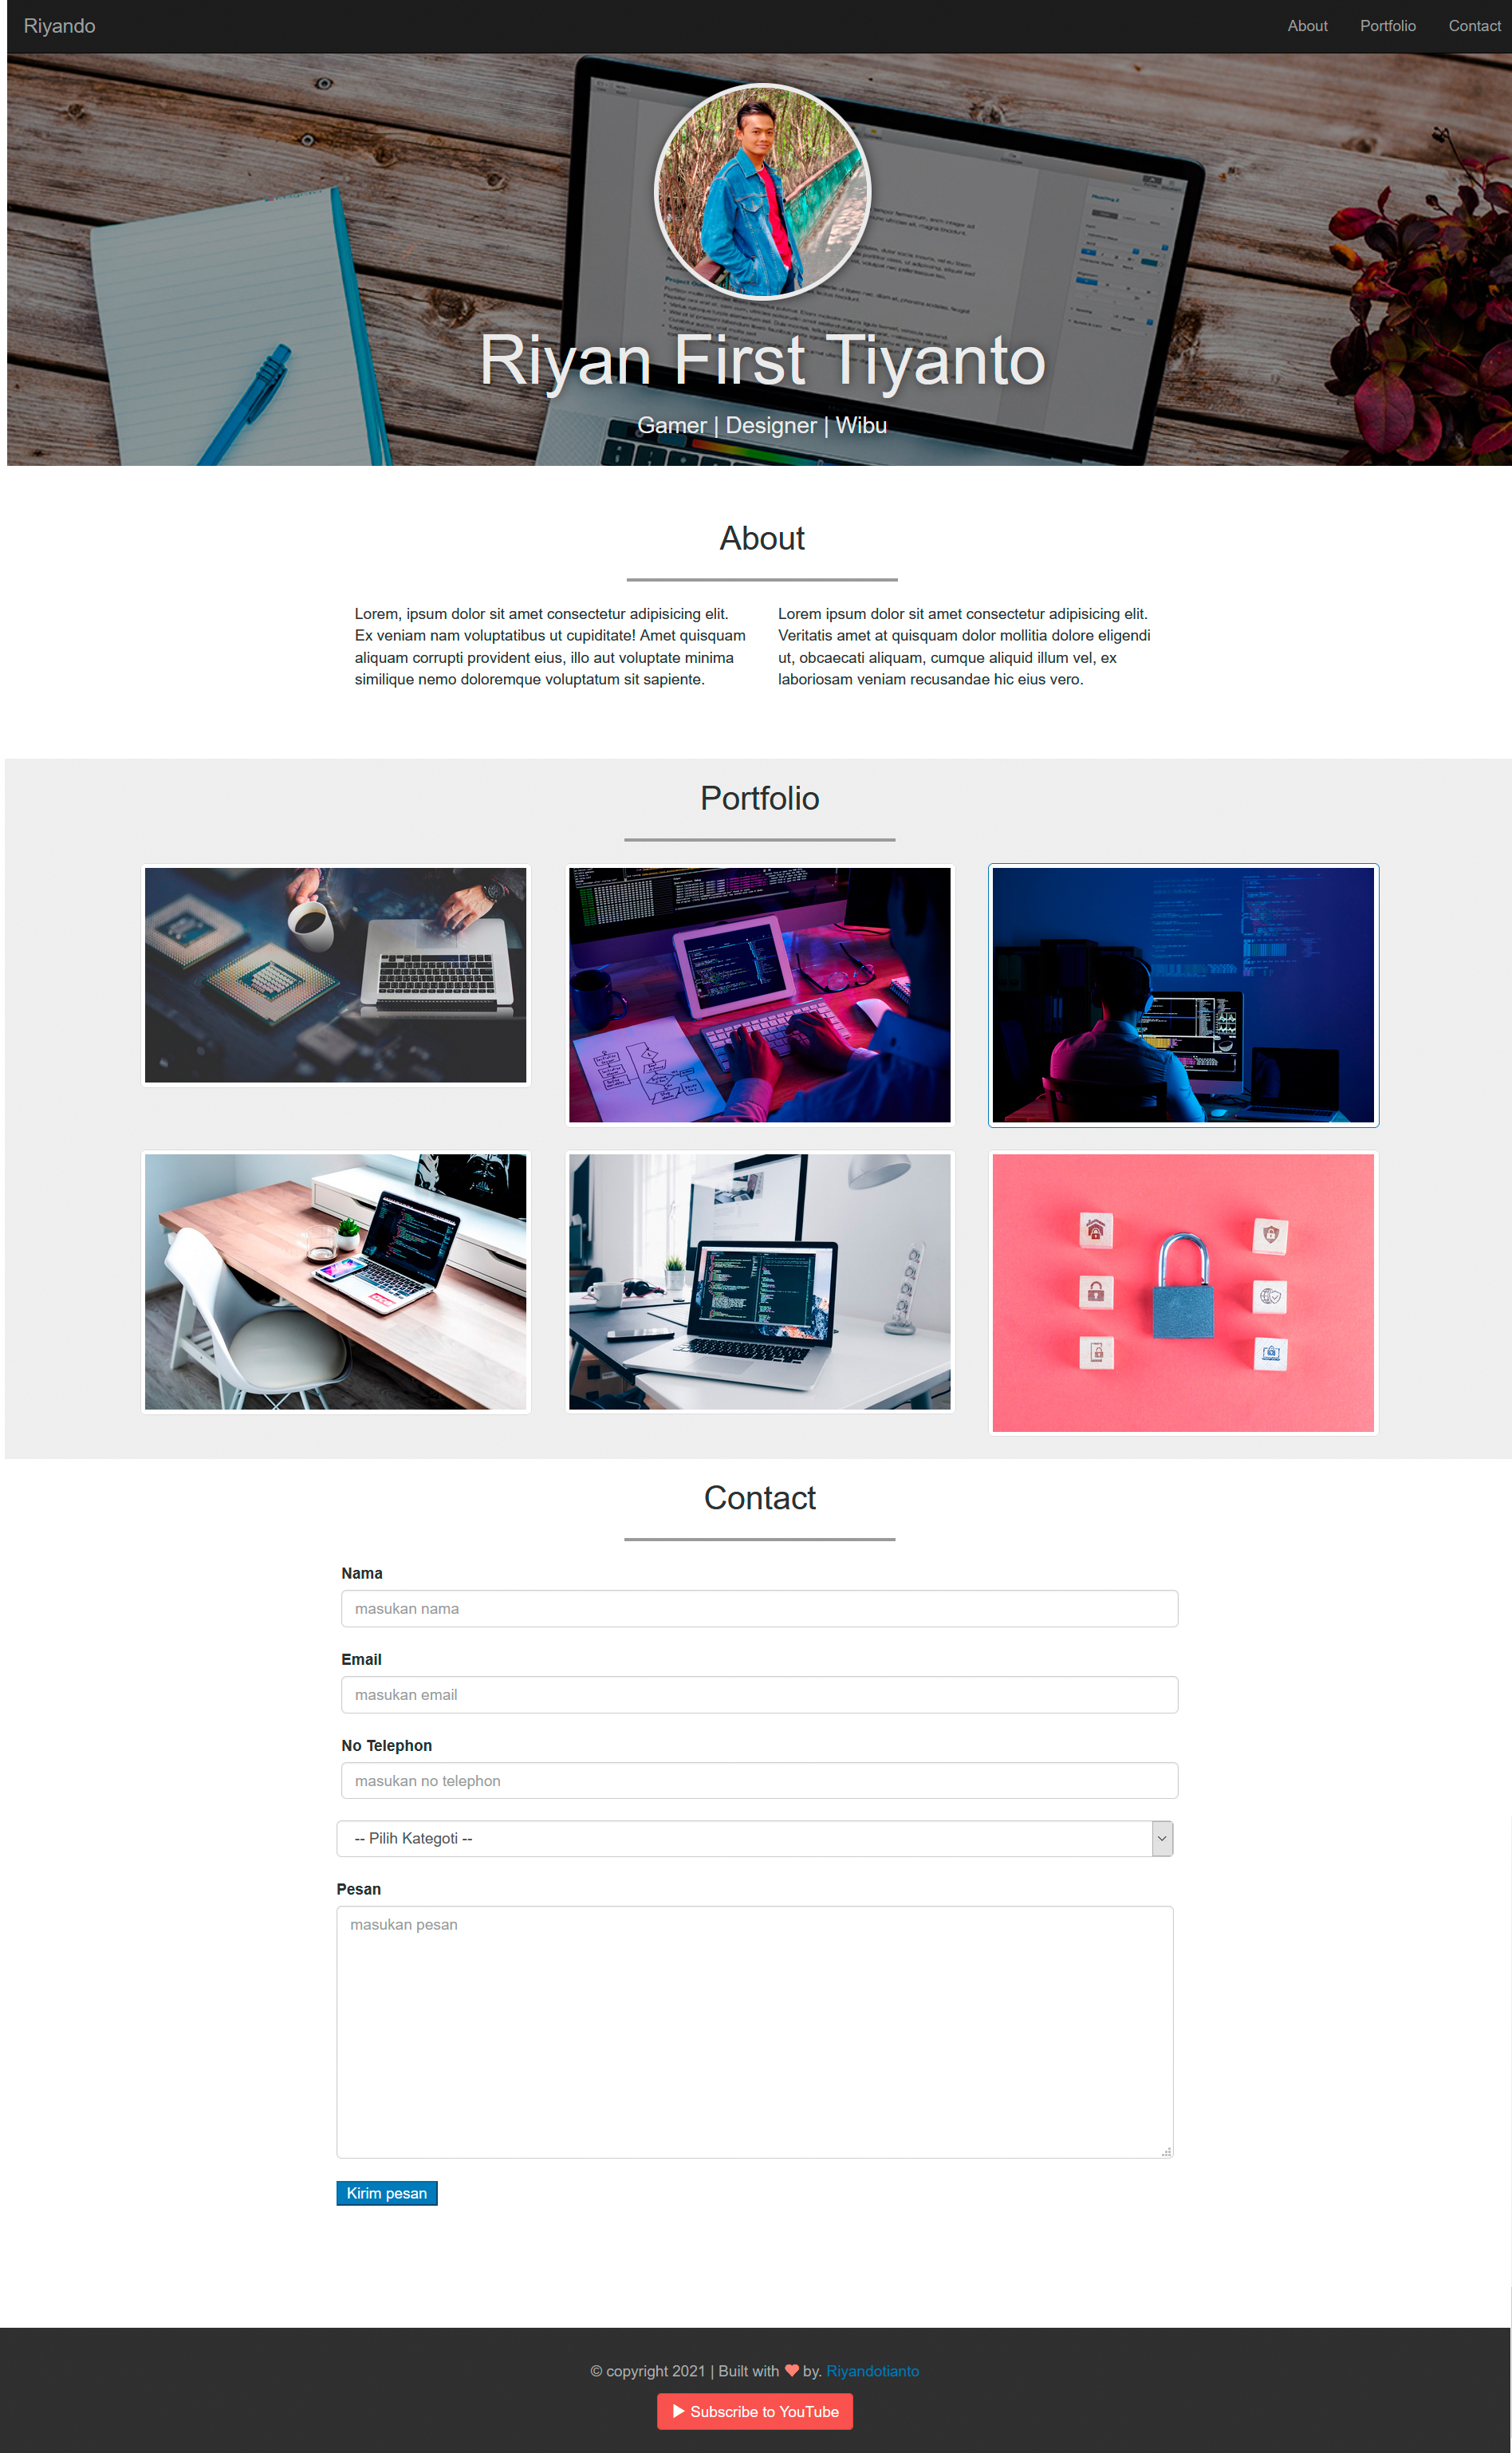 Riyando
About Portfolio Contact
Riyan First Tiyanto
Gamer | Designer | Wibu
About
Lorem, ipsum dolor sit amet consectetur adipisicing elit.
Ex veniam nam voluptatibus ut cupiditate! Amet quisquam
aliquam corrupti provident eius, illo aut voluptate minima
similique nemo doloremque voluptatum sit sapiente.
Lorem ipsum dolor sit amet consectetur adipisicing elit.
Veritatis amet at quisquam dolor mollitia dolore eligendi
ut, obcaecati aliquam, cumque aliquid illum vel, ex
laboriosam veniam recusandae hic eius vero.
Portfolio
Contact
Nama
masukan nama
Email
masukan email
No Telephon
masukan no telephon
-- Pilih Kategoti --
Pesan
masukan pesan
Kirim pesan
© copyright 2021 | Built with ❤ by. Riyandotianto
▶ Subscribe to YouTube